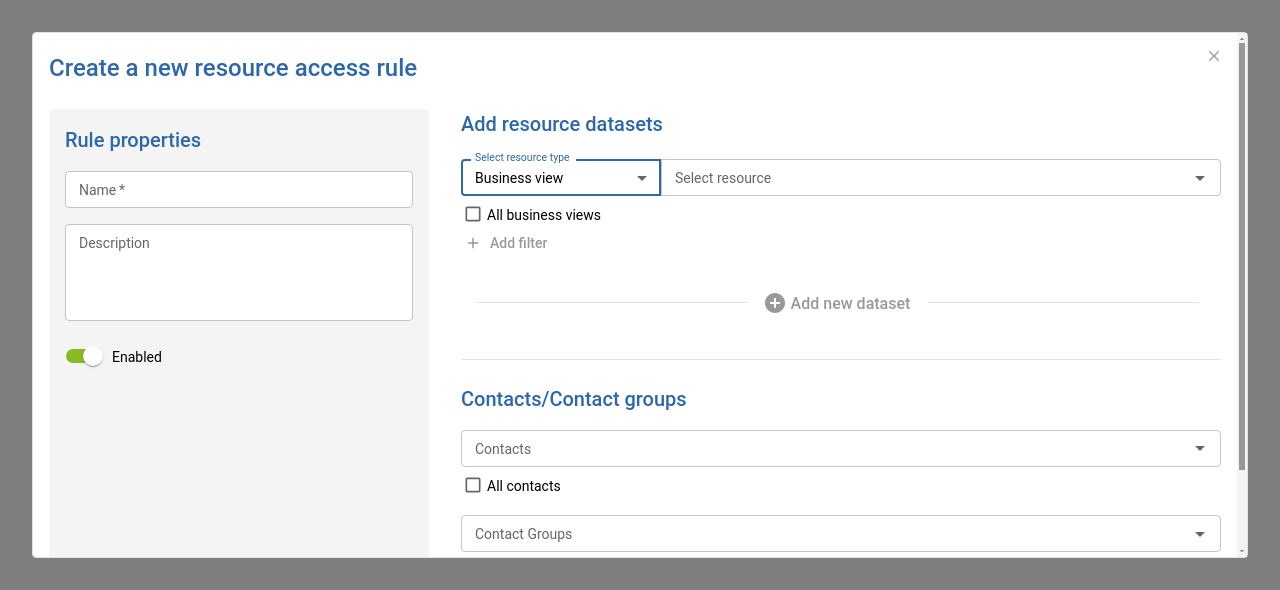 Create a new resource access rule
Rule properties
Name *
Description
Enabled
Add resource datasets
Select resource type
Business view
Select resource
All business views
Add filter
Add new dataset
Contacts/Contact groups
Contacts
All contacts
Contact Groups